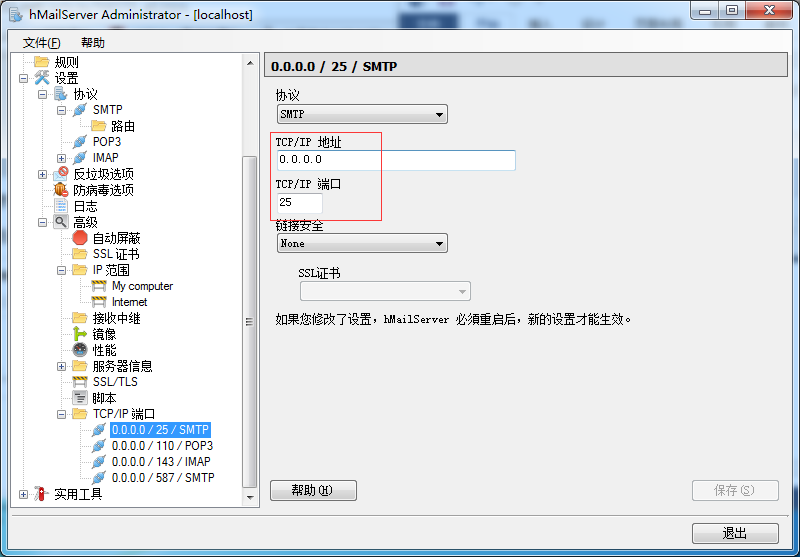 hMailServer Administrator - [localhost]
文件(F) 帮助
规则
设置
协议
SMTP
路由
POP3
IMAP
反垃圾选项
防病毒选项
日志
高级
自动屏蔽
SSL 证书
IP 范围
My computer
Internet
接收中继
镜像
性能
服务器信息
SSL/TLS
脚本
TCP/IP 端口
0.0.0.0 / 25 / SMTP
0.0.0.0 / 110 / POP3
0.0.0.0 / 143 / IMAP
0.0.0.0 / 587 / SMTP
实用工具
0.0.0.0 / 25 / SMTP
协议
SMTP
TCP/IP 地址
0.0.0.0
TCP/IP 端口
25
链接安全
None
SSL证书
如果您修改了设置，hMailServer 必须重启后，新的设置才能生效。
帮助(H)
保存(S)
退出